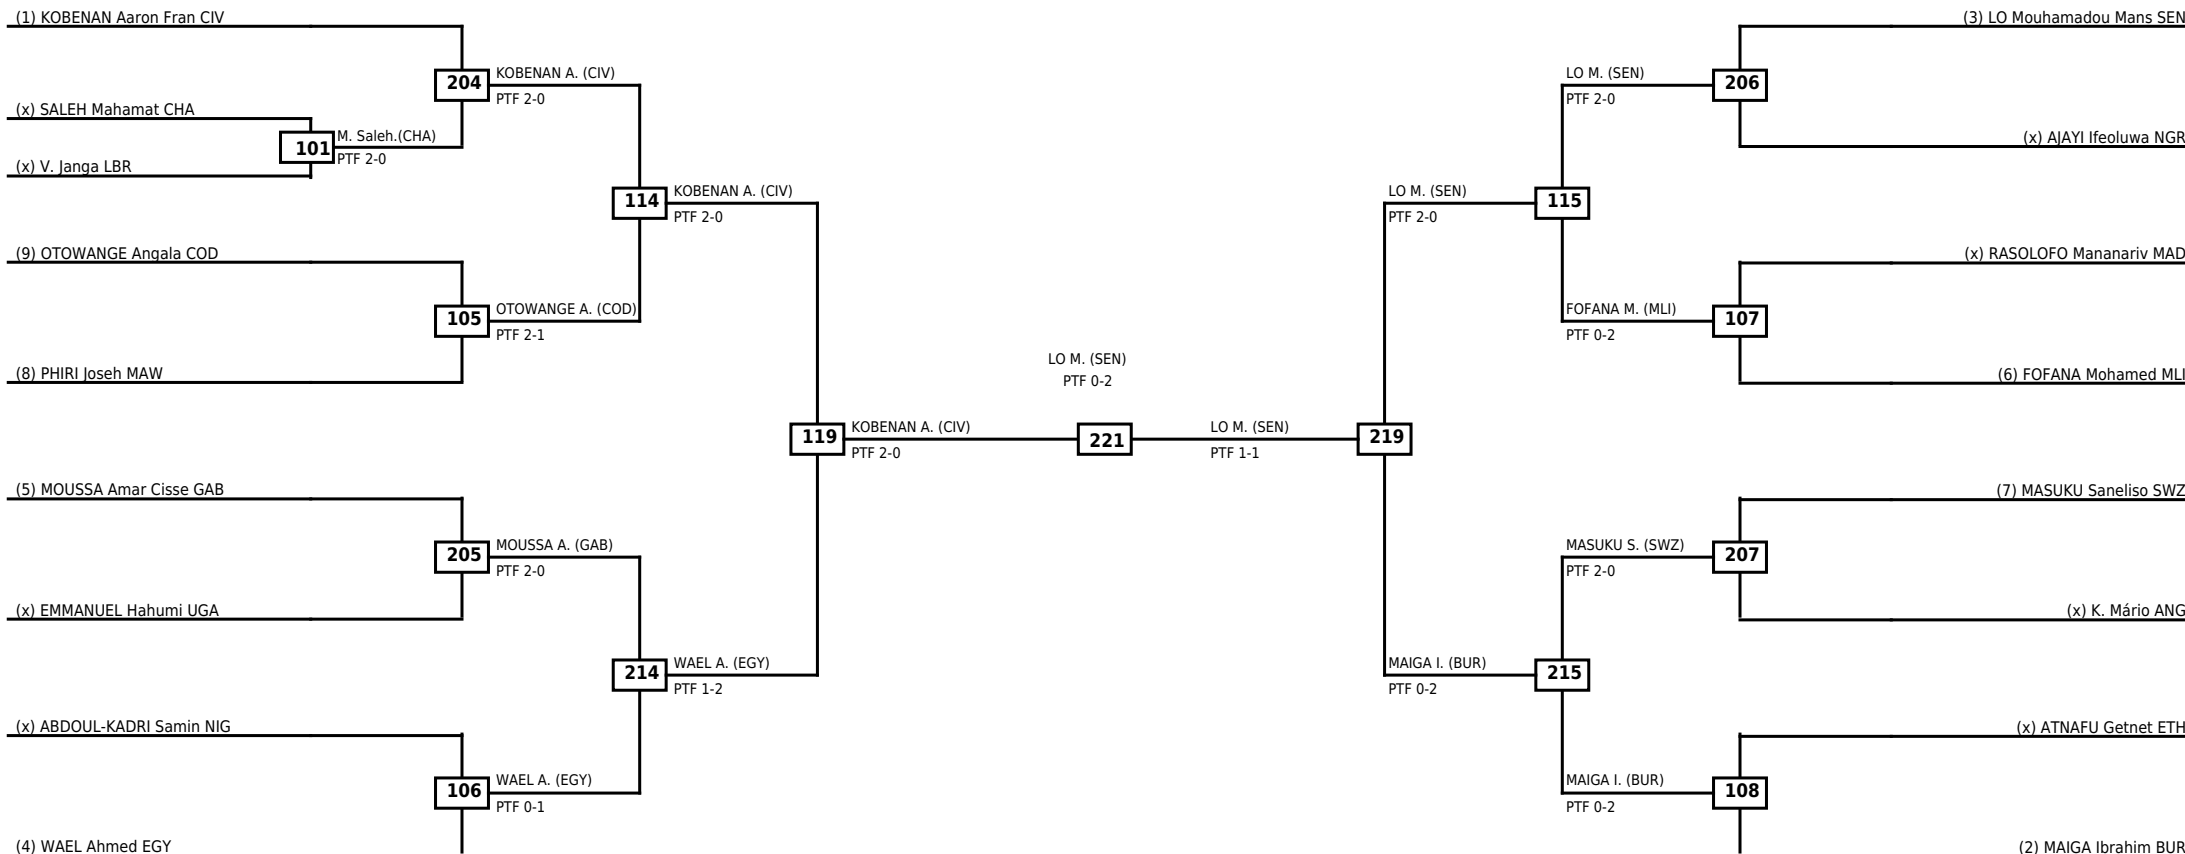 (1) KOBENAN Aaron Fran CIV
(3) LO Mouhamadou Mans SEN
204
KOBENAN A. (CIV)
PTF 2-0
LO M. (SEN)
PTF 2-0
206
(x) SALEH Mahamat CHA
101
M. Saleh.(CHA)
PTF 2-0
(x) V. Janga LBR
(x) AJAYI Ifeoluwa NGR
114
KOBENAN A. (CIV)
PTF 2-0
LO M. (SEN)
PTF 2-0
115
(9) OTOWANGE Angala COD
(x) RASOLOFO Mananariv MAD
105
OTOWANGE A. (COD)
PTF 2-1
FOFANA M. (MLI)
PTF 0-2
107
(8) PHIRI Joseh MAW
(6) FOFANA Mohamed MLI
LO M. (SEN)
PTF 0-2
119
KOBENAN A. (CIV)
PTF 2-0
221
LO M. (SEN)
PTF 1-1
219
(5) MOUSSA Amar Cisse GAB
(7) MASUKU Saneliso SWZ
205
MOUSSA A. (GAB)
PTF 2-0
MASUKU S. (SWZ)
PTF 2-0
207
(x) EMMANUEL Hahumi UGA
(x) K. Mário ANG
214
WAEL A. (EGY)
PTF 1-2
MAIGA I. (BUR)
PTF 0-2
215
(x) ABDOUL-KADRI Samin NIG
(x) ATNAFU Getnet ETH
106
WAEL A. (EGY)
PTF 0-1
MAIGA I. (BUR)
PTF 0-2
108
(4) WAEL Ahmed EGY
(2) MAIGA Ibrahim BUR